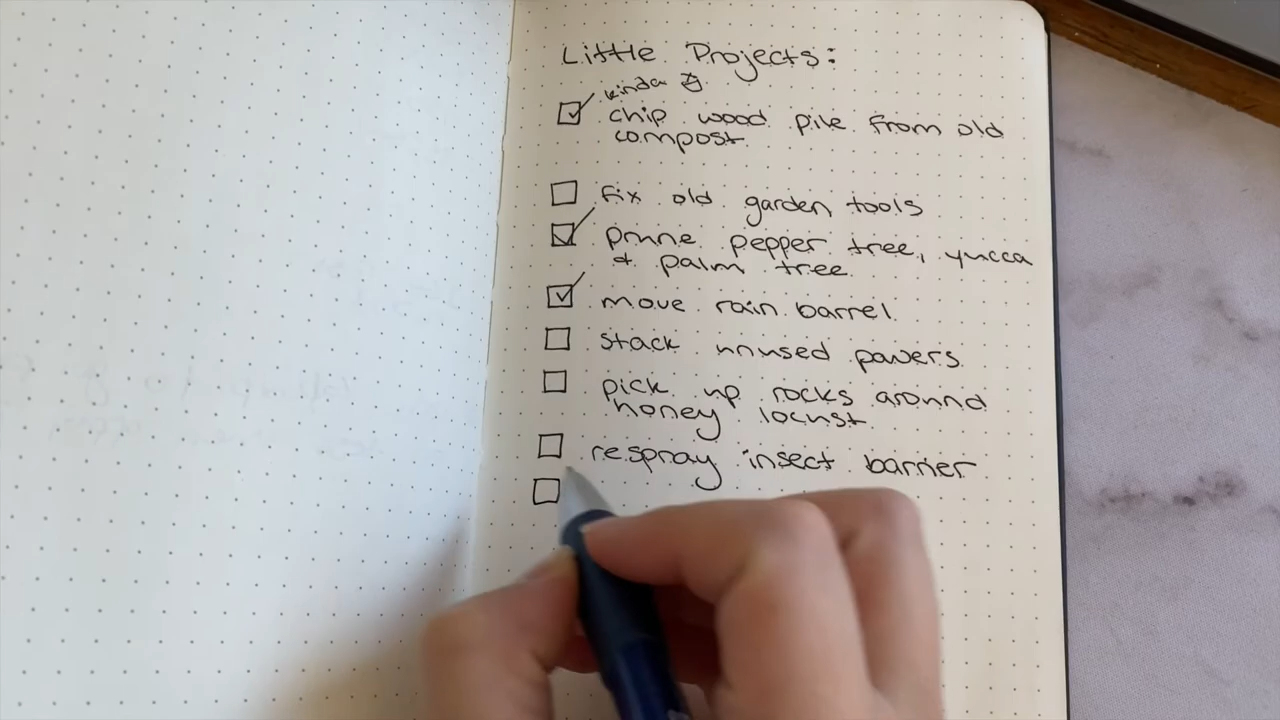 Little Projects:
kinda
chip wood pile from old
compost
fix old garden tools
prune pepper tree, yucca
& palm tree
move rain barrel
stack unused pavers
pick up rocks around
honey locust
respray insect barrier